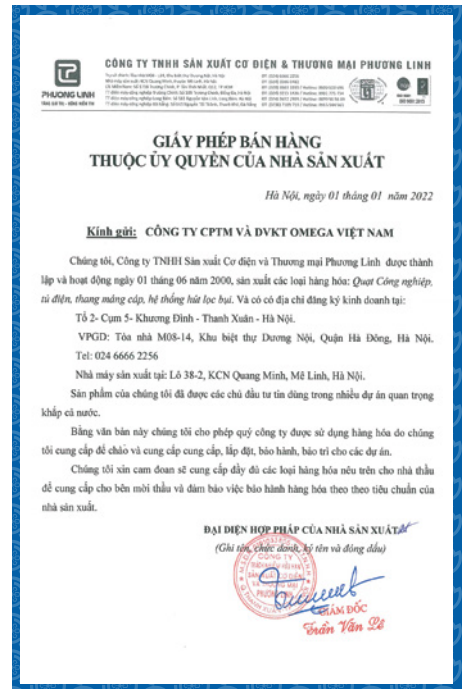 CÔNG TY TNHH SẢN XUẤT CƠ ĐIỆN & THƯƠNG MẠI PHƯƠNG LINH
PHUONG LINH
GIẤY PHÉP BÁN HÀNG
THUỘC ỦY QUYỀN CỦA NHÀ SẢN XUẤT
Hà Nội, ngày 01 tháng 01 năm 2022
Kính gửi: CÔNG TY CPTM VÀ DVKT OMEGA VIỆT NAM
Chúng tôi, Công ty TNHH Sản xuất Cơ điện và Thương mại Phương Linh được thành
lập và hoạt động ngày 01 tháng 06 năm 2000, sản xuất các loại hàng hóa: Quạt Công nghiệp,
tủ điện, thang máng cáp, hệ thống hút lọc bụi. Và có có địa chỉ đăng ký kinh doanh tại:
Tổ 2- Cụm 5- Khương Đình - Thanh Xuân - Hà Nội.
VPGD: Tòa nhà M08-14, Khu biệt thự Dương Nội, Quận Hà Đông, Hà Nội.
Tel: 024 6666 2256
Nhà máy sản xuất tại: Lô 38-2, KCN Quang Minh, Mê Linh, Hà Nội.
Sản phẩm của chúng tôi đã được các chủ đầu tư tin dùng trong nhiều dự án quan trọng
khắp cả nước.
Bằng văn bản này chúng tôi cho phép quý công ty được sử dụng hàng hóa do chúng
tôi cung cấp để chào và cung cấp cung cấp, lắp đặt, bảo hành, bảo trì cho các dự án.
Chúng tôi xin cam đoan sẽ cung cấp đầy đủ các loại hàng hóa nêu trên cho nhà thầu
để cung cấp cho bên mời thầu và đảm bảo việc bảo hành hàng hóa theo theo tiêu chuẩn của
nhà sản xuất.
ĐẠI DIỆN HỢP PHÁP CỦA NHÀ SẢN XUẤT
(Ghi tên, chức danh, ký tên và đóng dấu)
GIÁM ĐỐC
Trần Văn Lê